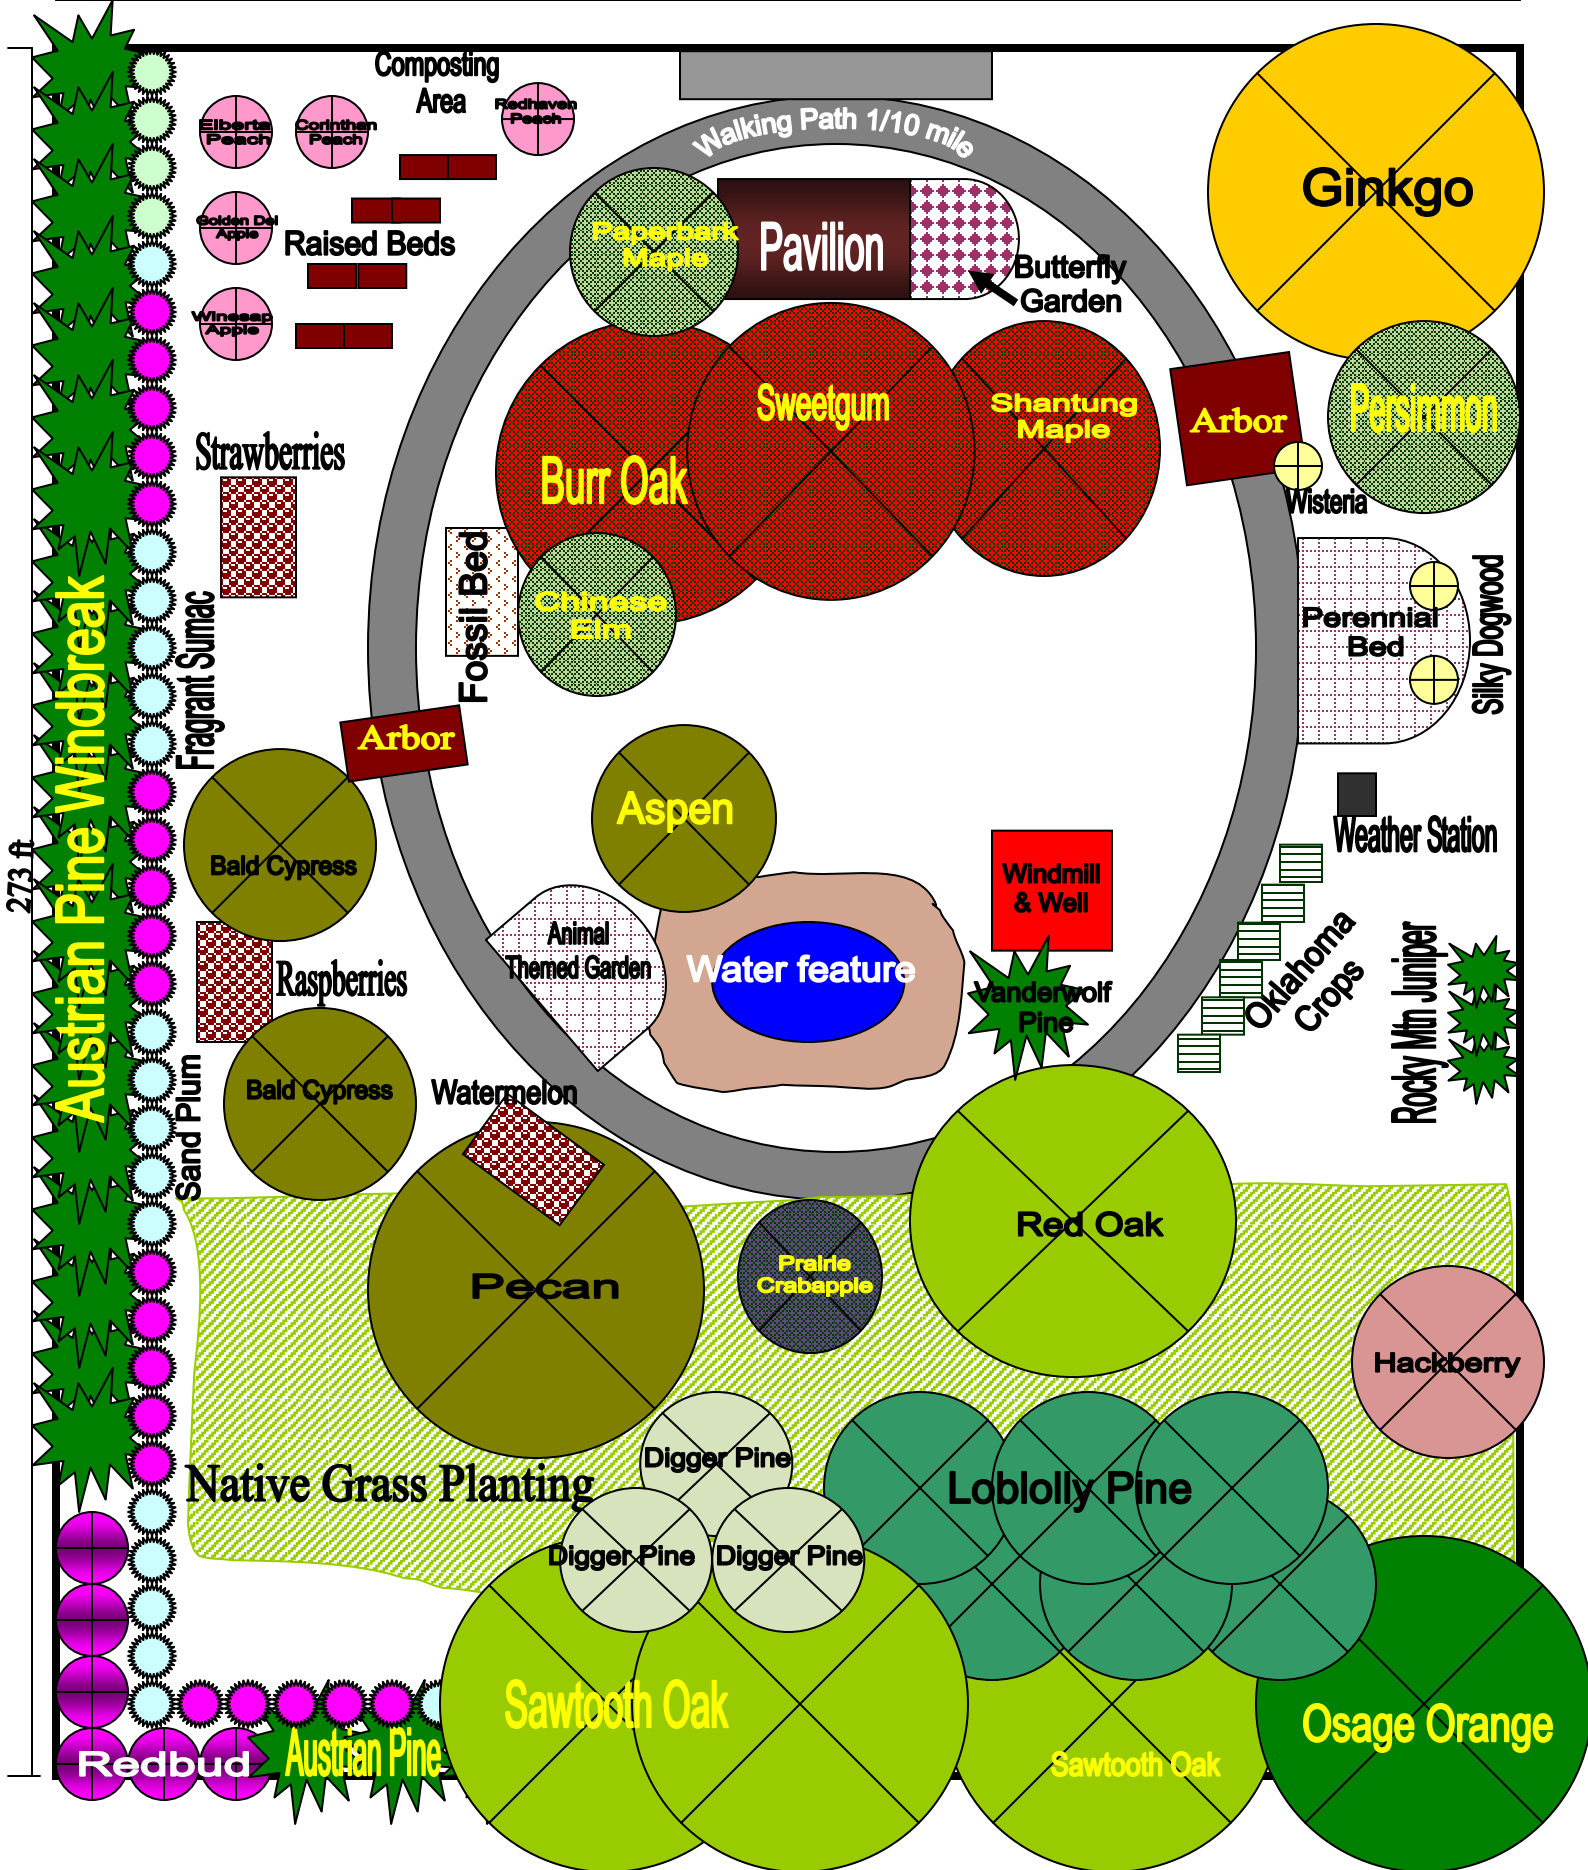 Composting
Area
Redhaven
Peach
Elberta
Peach
Corinthan
Peach
Walking Path 1/10 mile
Ginkgo
Golden Del
Apple
Raised Beds
Paperbark
Maple
Pavilion
Butterfly
Garden
Winesap
Apple
Sweetgum
Shantung
Maple
Arbor
Persimmon
Strawberries
Burr Oak
Wisteria
Fossil Bed
Chinese
Elm
Perennial
Bed
Silky Dogwood
Fragrant Sumac
Austrian Pine Windbreak
273 ft
Arbor
Aspen
Weather Station
Bald Cypress
Windmill
& Well
Animal
Themed Garden
Water feature
Raspberries
Vanderwolf
Pine
Oklahoma
Crops
Rocky Mtn Juniper
Sand Plum
Bald Cypress
Watermelon
Red Oak
Pecan
Prairie
Crabapple
Hackberry
Native Grass Planting
Digger Pine
Loblolly Pine
Digger Pine
Digger Pine
Sawtooth Oak
Osage Orange
Redbud
Austrian Pine
Sawtooth Oak